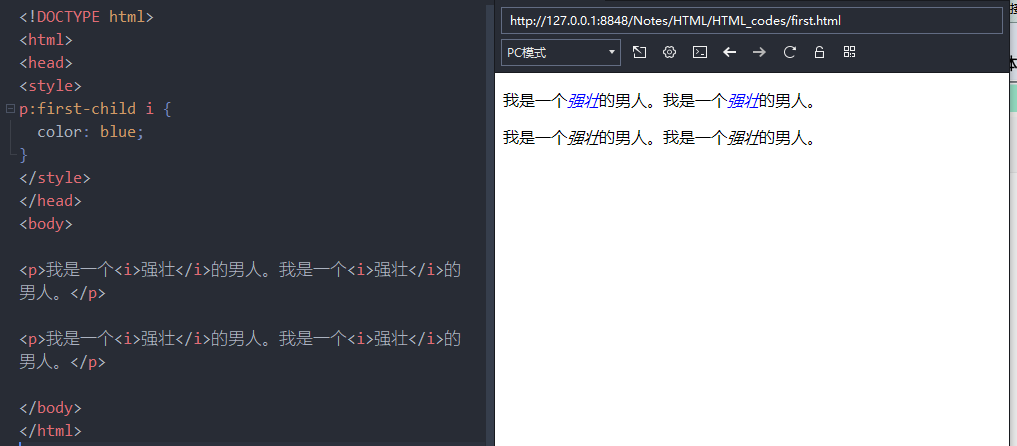 <!DOCTYPE html>
<html>
<head>
<style>
p:first-child i {
  color: blue;
}
</style>
</head>
<body>
<p>我是一个<i>强壮</i>的男人。我是一个<i>强壮</i>的
男人。</p>
<p>我是一个<i>强壮</i>的男人。我是一个<i>强壮</i>的
男人。</p>
</body>
</html>
http://127.0.0.1:8848/Notes/HTML/HTML_codes/first.html
PC模式
我是一个强壮的男人。我是一个强壮的男人。
我是一个强壮的男人。我是一个强壮的男人。